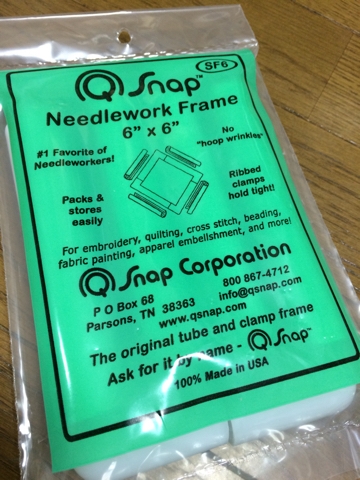 SF6
Q Snap™
Needlework Frame
6" x 6"
#1 Favorite of
Needleworkers!
No
"hoop wrinkles"
Packs &
stores
easily
Ribbed
clamps
hold tight!
For embroidery, quilting, cross stitch, beading,
fabric painting, apparel embelishment, and more!
Q Snap Corporation
P O Box 68
Parsons, TN 38363
800 867-4712
info@qsnap.com
www.qsnap.com
The original tube and clamp frame
Ask for it by name - Q Snap™
100% Made in USA